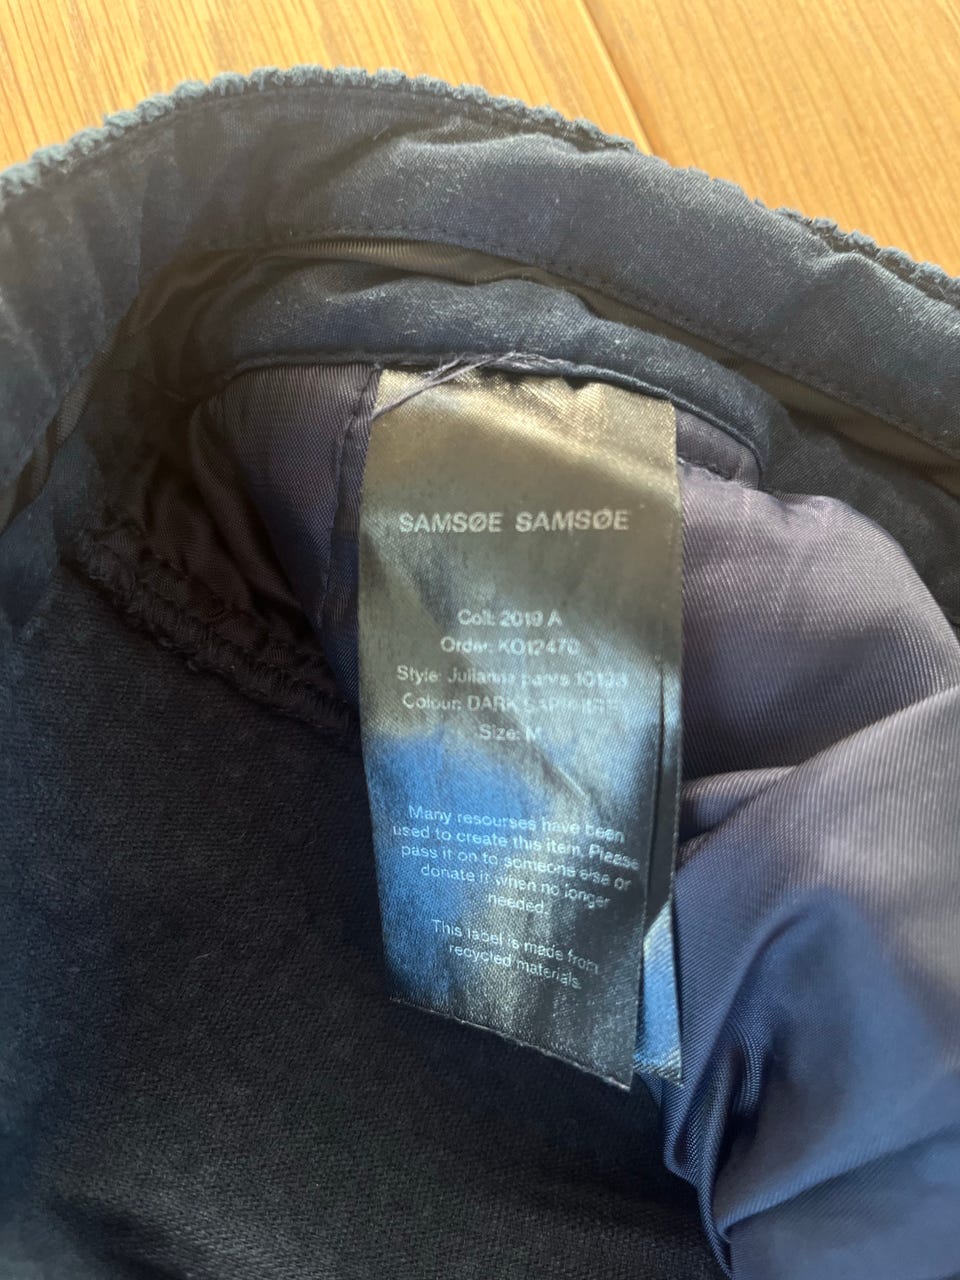 SAMSØE SAMSØE
Coll: 2019 A
Order: KO12470
Style: Julianna pants
Colour: DARK
Size: M
Many resourses have been
used to create this item. Please
pass it on to someone else or
donate it when no longer
needed.
This label is made from
recycled materials.